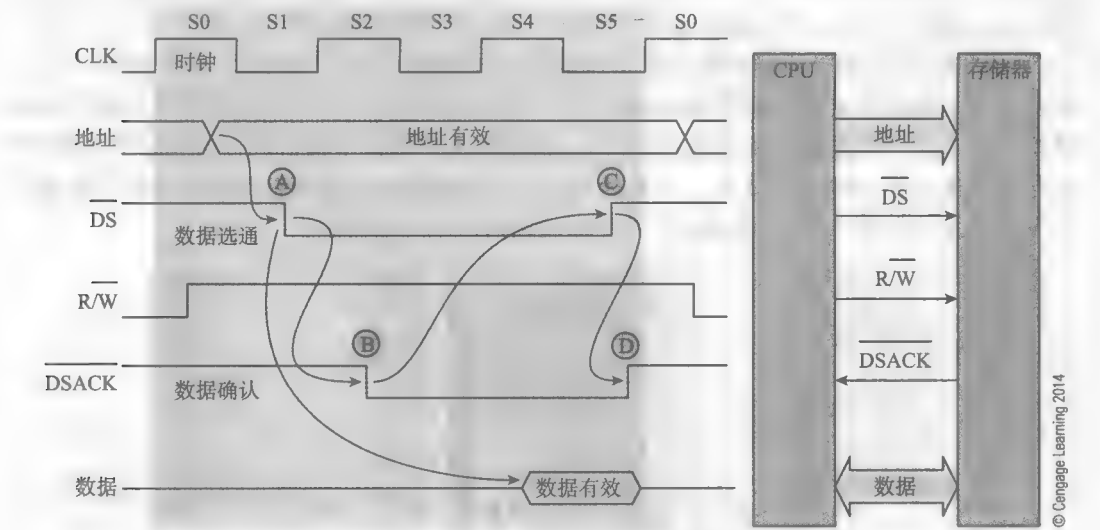 S0 S1 S2 S3 S4 S5 S0
CLK
时钟
CPU
存储器
地址
地址有效
地址
A
C
DS
数据选通
DS
R/W
R/W
B
D
DSACK
数据确认
DSACK
数据
数据有效
数据
© Cengage Learning 2014